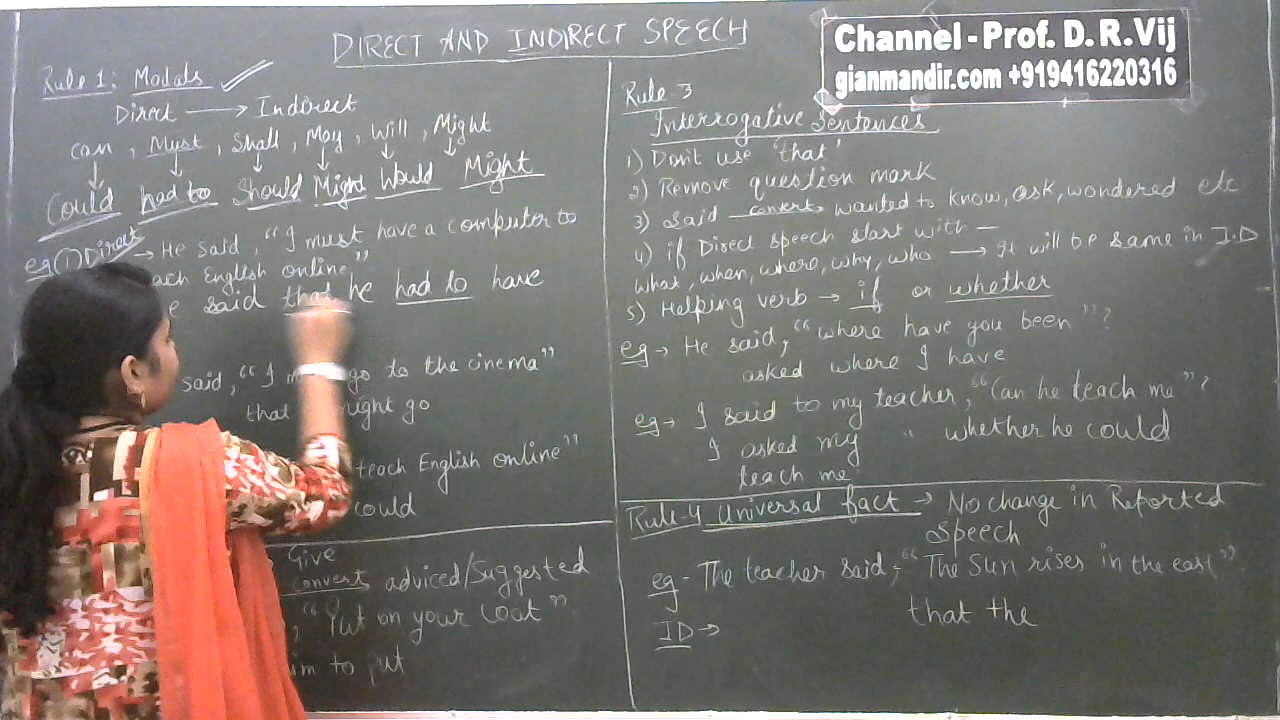 DIRECT AND INDIRECT SPEECH
Channel - Prof. D. R. Vij
gianmandir.com +919416220316
Rule 1: Modals
Direct → Indirect
can, Must, Shall, May, Will, Might
Could had to Should Might Would Might
eg ① Direct → He said, "I must have a computer to
each English online"
e said that he had to have
said, "I go to the cinema"
that might go
teach English online"
could
Give
convert adviced/Suggested
, "Put on your coat"
im to put
Rule 3
Interrogative Sentences
1) Don't use 'that'
2) Remove question mark
3) Said converts wanted to know, ask, wondered etc
4) if Direct speech start with —
what, when, where, why, who → It will be same in I.D
5) Helping verb → if or whether
eg → He said, "where have you been"?
asked where I have
eg → I said to my teacher, "Can he teach me"?
I asked my " whether he could
teach me.
Rule-4 Universal fact → No change in Reported
Speech
eg - The teacher said, "The Sun rises in the east".
ID → that the